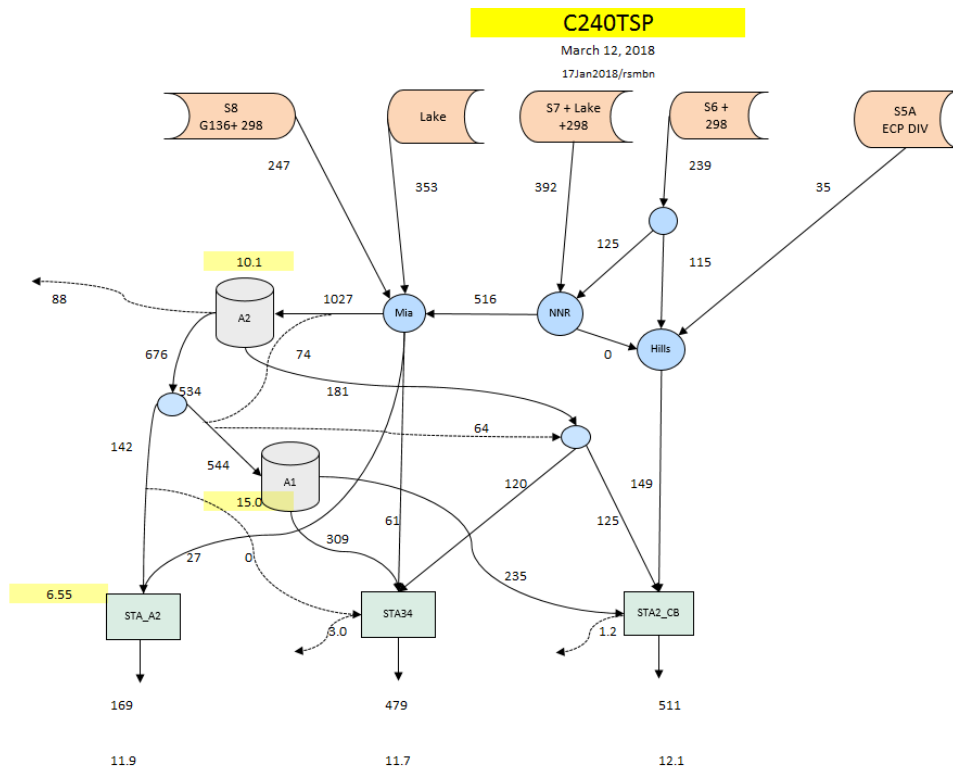 C240TSP
March 12, 2018
17Jan2018/rsmbn
S8
G136+ 298
Lake
S7 + Lake
+298
S6 +
298
S5A
ECP DIV
247
353
392
239
35
125
115
10.1
88
A2
1027
Mia
516
NNR
0
Hills
676
74
534
181
64
142
544
A1
15.0
120
149
61
125
309
27
0
235
6.55
STA_A2
STA34
STA2_CB
3.0
1.2
169
479
511
11.9
11.7
12.1